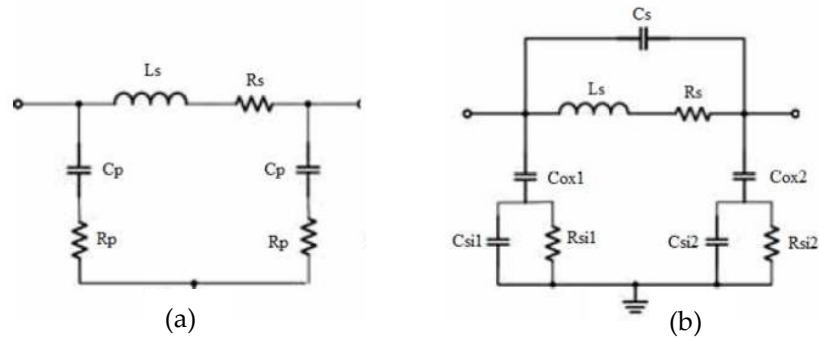 Ls
Rs
Cp
Cp
Rp
Rp
(a)
Cs
Ls
Rs
Cox1
Cox2
Csi1
Rsi1
Csi2
Rsi2
(b)